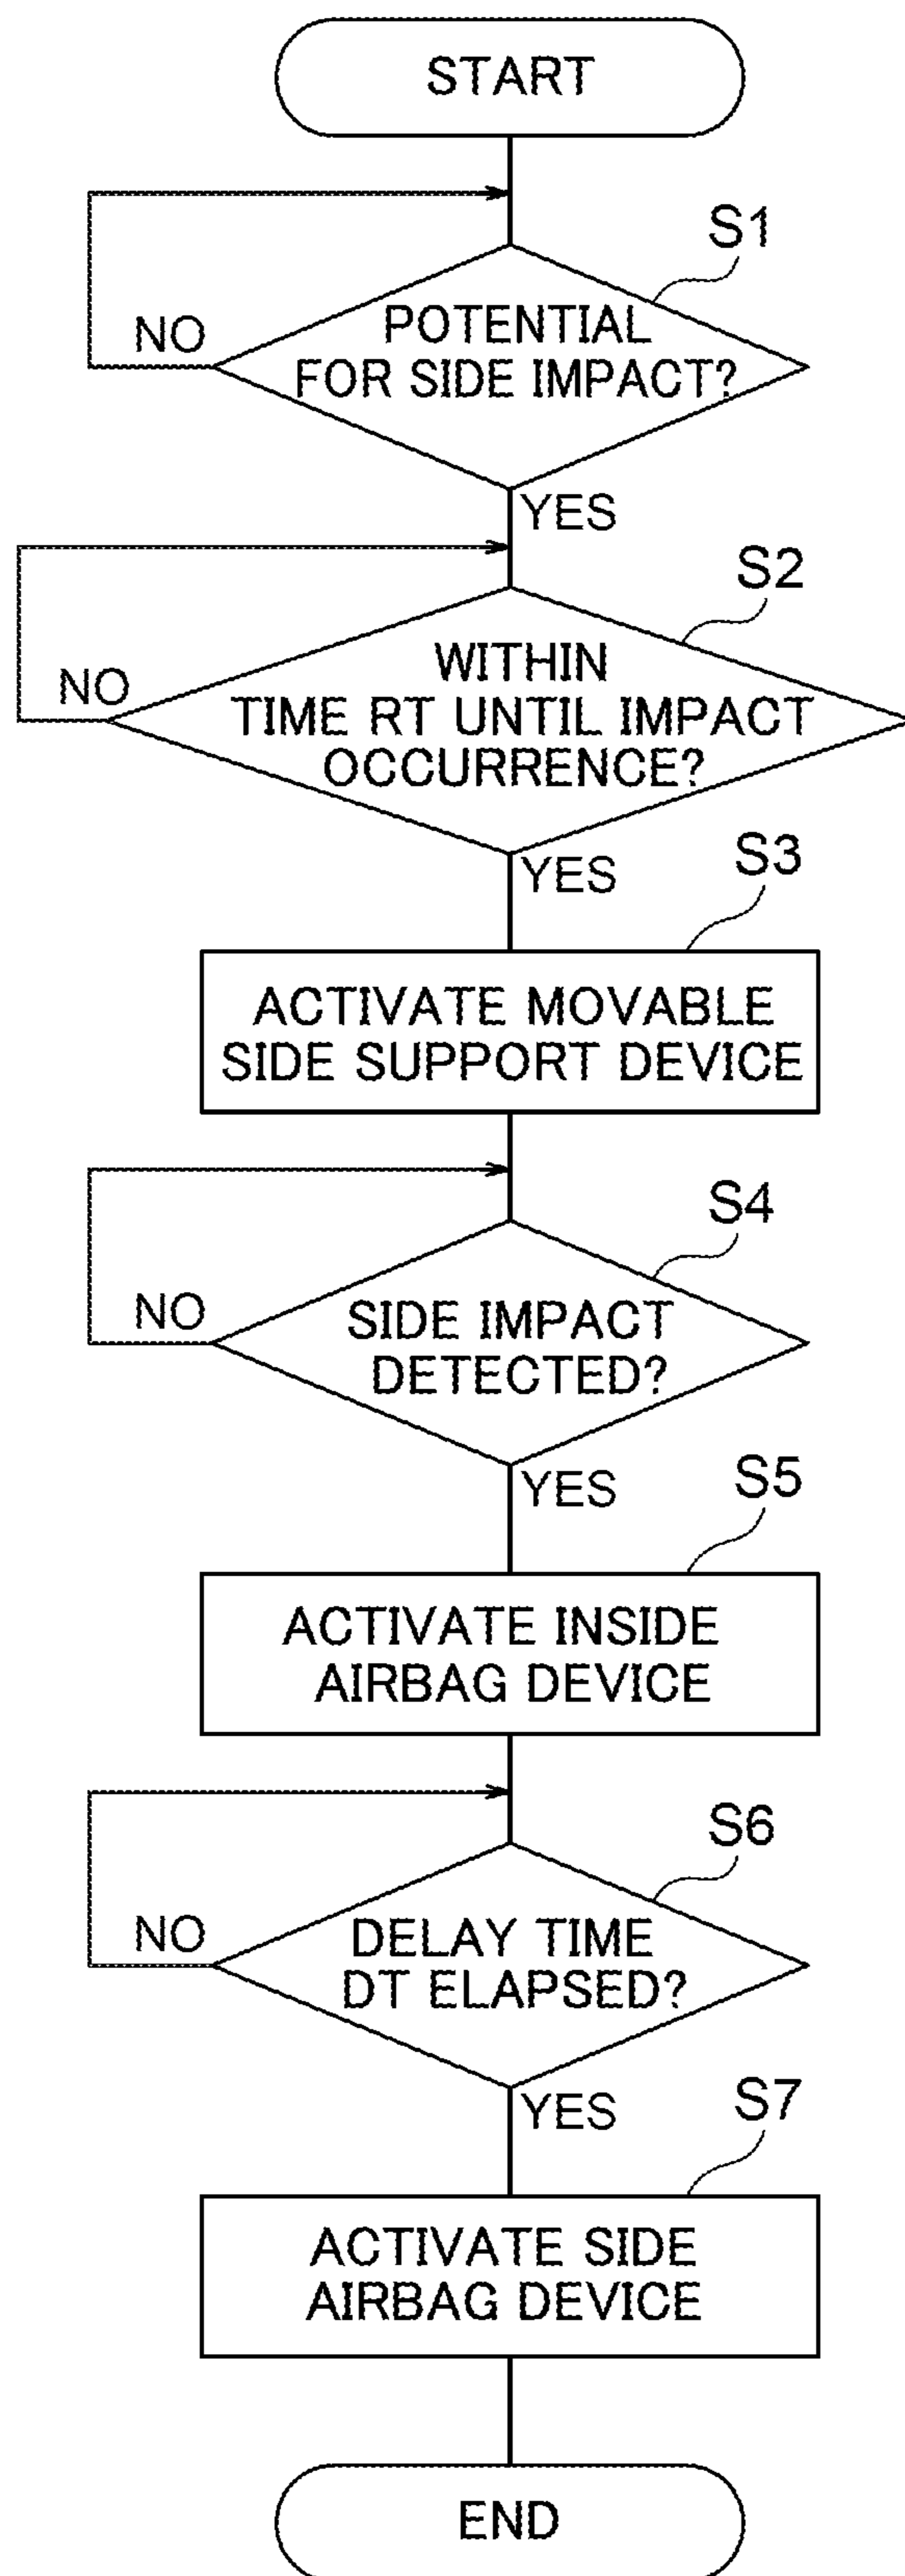 START
S1
POTENTIAL
FOR SIDE IMPACT?
NO
YES
S2
WITHIN
TIME RT UNTIL IMPACT
OCCURRENCE?
NO
YES
S3
ACTIVATE MOVABLE
SIDE SUPPORT DEVICE
S4
SIDE IMPACT
DETECTED?
NO
YES
S5
ACTIVATE INSIDE
AIRBAG DEVICE
S6
DELAY TIME
DT ELAPSED?
NO
YES
S7
ACTIVATE SIDE
AIRBAG DEVICE
END